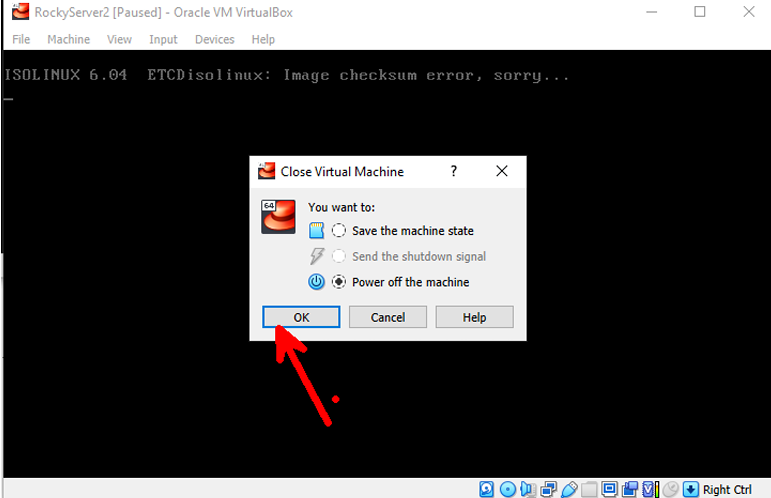 RockyServer2 [Paused] - Oracle VM VirtualBox
File Machine View Input Devices Help
ISOLINUX 6.04 ETCDisolinux: Image checksum error, sorry...
_
Close Virtual Machine ?
64
You want to:
Save the machine state
Send the shutdown signal
Power off the machine
OK Cancel Help
Right Ctrl